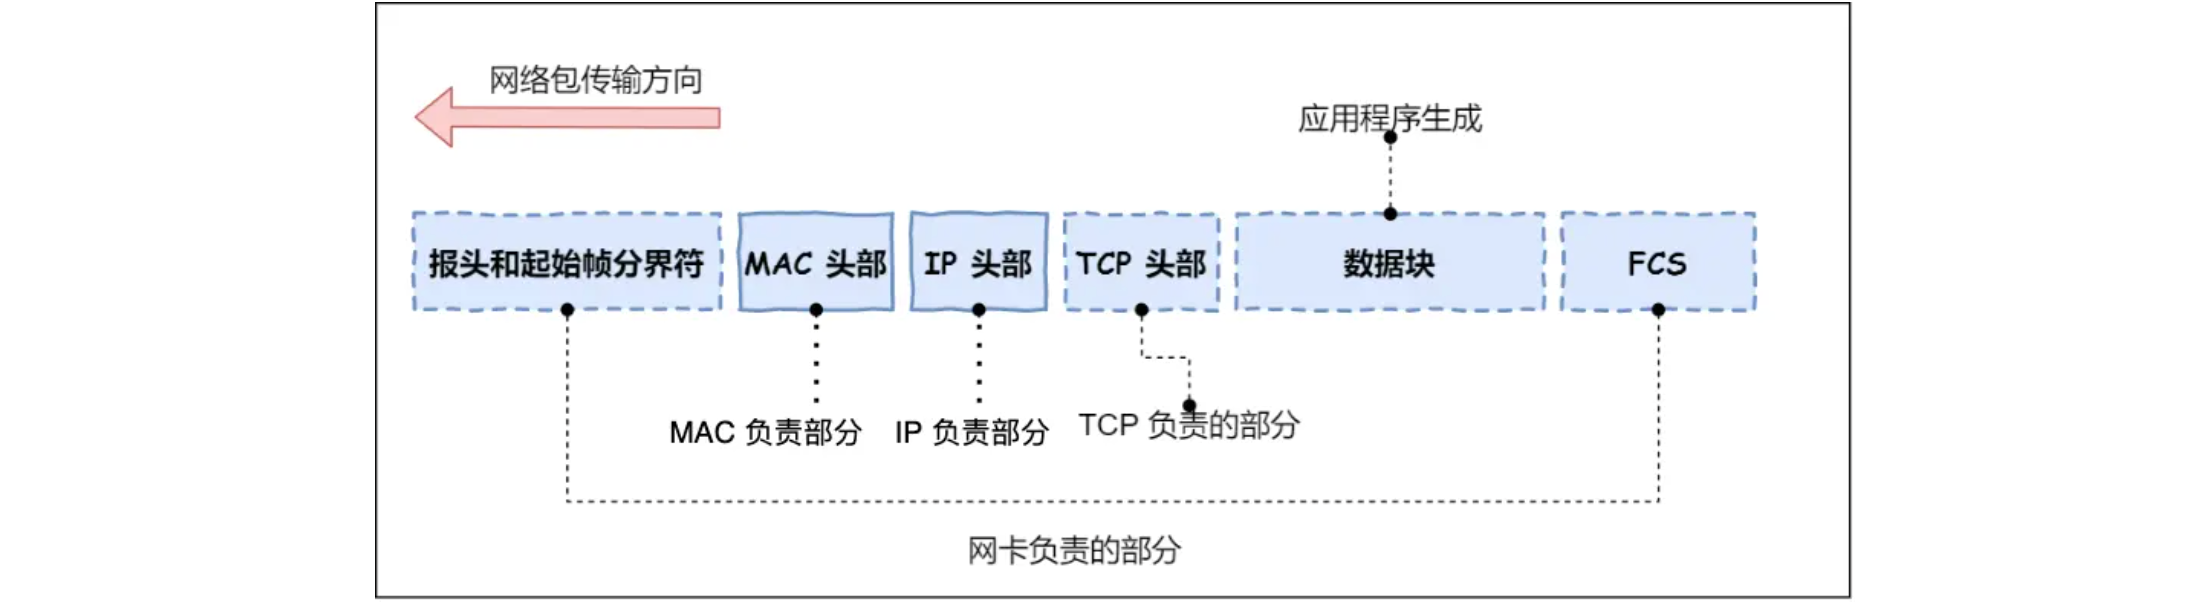 网络包传输方向
应用程序生成
报头和起始帧分界符
MAC 头部
IP 头部
TCP 头部
数据块
FCS
MAC 负责部分
IP 负责部分
TCP 负责的部分
网卡负责的部分